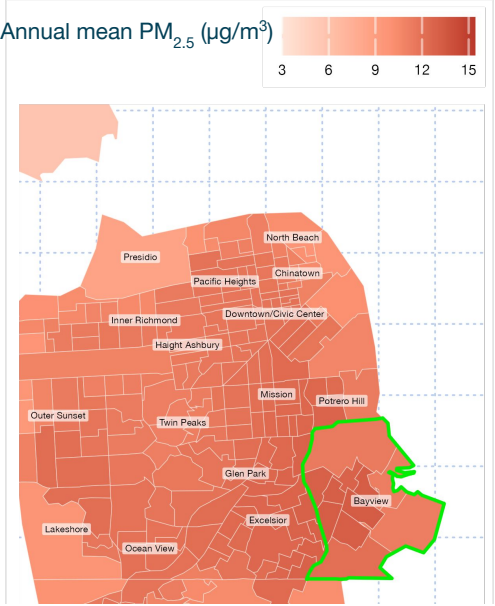 Annual mean PM2.5 (µg/m³)
3 6 9 12 15
North Beach
Presidio
Chinatown
Pacific Heights
Downtown/Civic Center
Inner Richmond
Haight Ashbury
Mission
Potrero Hill
Outer Sunset
Twin Peaks
Glen Park
Bayview
Excelsior
Lakeshore
Ocean View